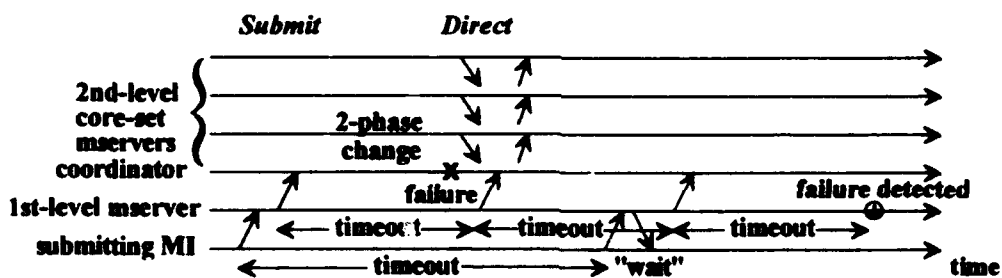 Submit Direct
2nd-level
core-set
mservers
2-phase
change
coordinator
failure
failure detected
1st-level mserver
timeout timeout timeout
submitting MI
timeout "wait" time